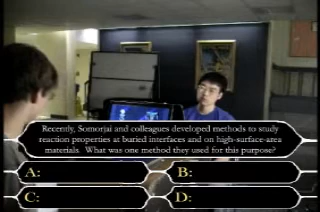 Recently, Somorjai and colleagues developed methods to study
reaction properties at buried interfaces and on high-surface-area
materials.  What was one method they used for this purpose?
A:
B:
C:
D: